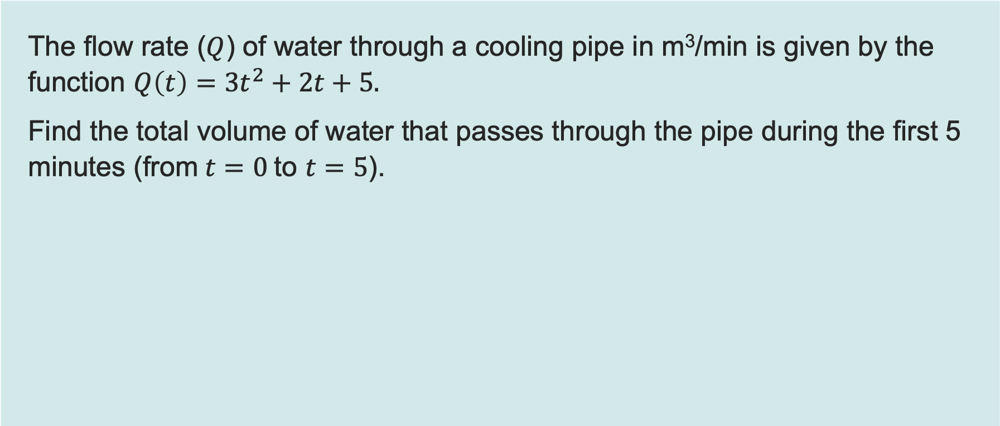 The flow rate (Q) of water through a cooling pipe in m³/min is given by the
function Q(t) = 3t² + 2t + 5.
Find the total volume of water that passes through the pipe during the first 5
minutes (from t = 0 to t = 5).